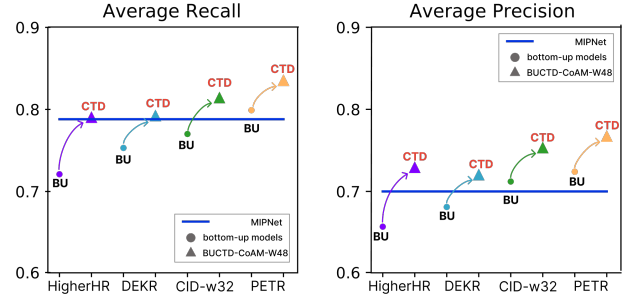 Average Recall
0.9
0.8
0.7
0.6
CTD
CTD
CTD
CTD
BU
BU
BU
BU
MIPNet
bottom-up models
BUCTD-CoAM-W48
HigherHR
DEKR
CID-w32
PETR
Average Precision
0.9
0.8
0.7
0.6
MIPNet
bottom-up models
BUCTD-CoAM-W48
CTD
CTD
CTD
CTD
BU
BU
BU
BU
HigherHR
DEKR
CID-w32
PETR